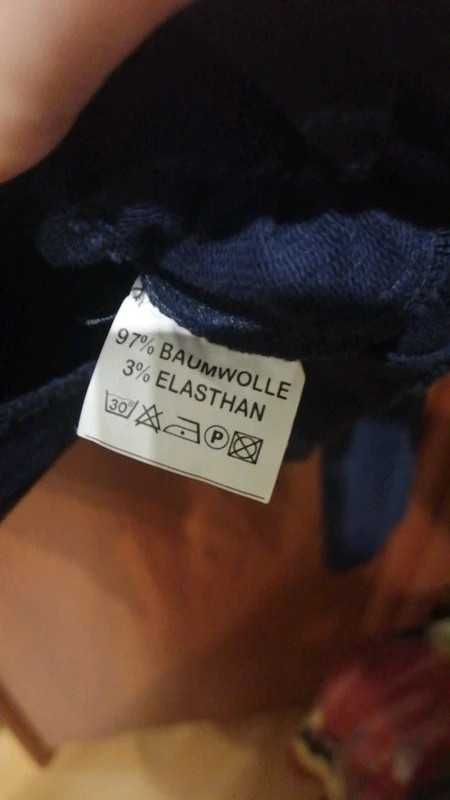 97% BAUMWOLLE
3% ELASTHAN
30° P